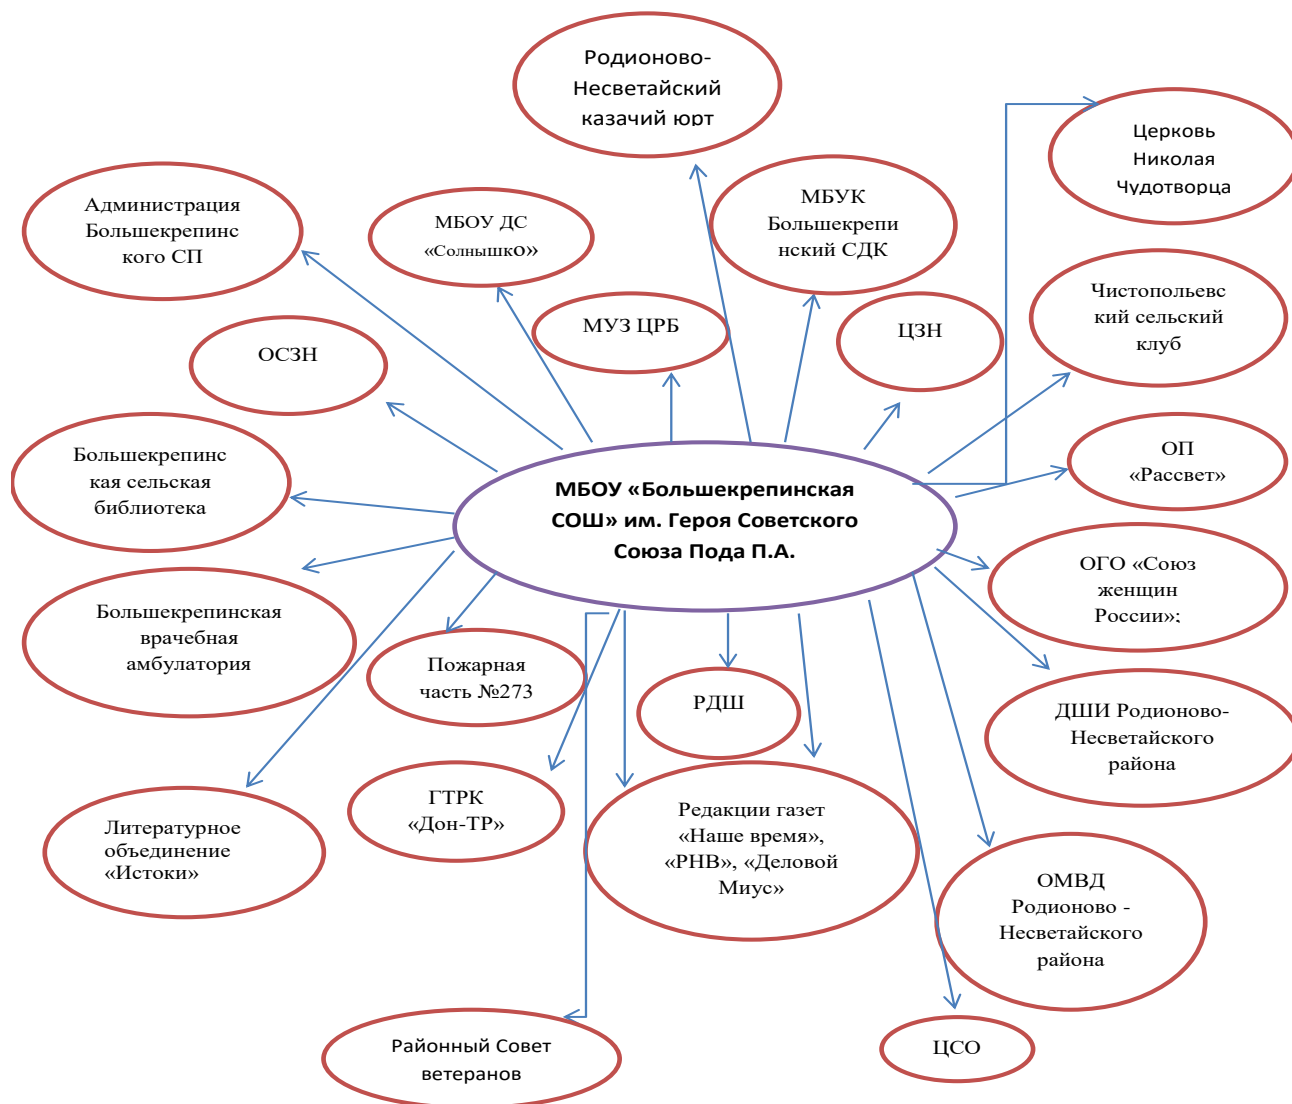 Родионово-
Несветайский
казачий юрт
Церковь
Николая
Чудотворца
Администрация
Большекрепинс
кого СП
МБОУ ДС
«Солнышко»
МБУК
Большекрепи
нский СДК
МУЗ ЦРБ
ЦЗН
Чистопольевс
кий сельский
клуб
ОСЗН
Большекрепинс
кая сельская
библиотека
ОП
«Рассвет»
МБОУ «Большекрепинская
СОШ» им. Героя Советского
Союза Пода П.А.
ОГО «Союз
женщин
России»;
Большекрепинская
врачебная
амбулатория
Пожарная
часть №273
РДШ
ДШИ Родионово-
Несветайского
района
Литературное
объединение
«Истоки»
ГТРК
«Дон-ТР»
Редакции газет
«Наше время»,
«РНВ», «Деловой
Миус»
ОМВД
Родионово -
Несветайского
района
Районный Совет
ветеранов
ЦСО